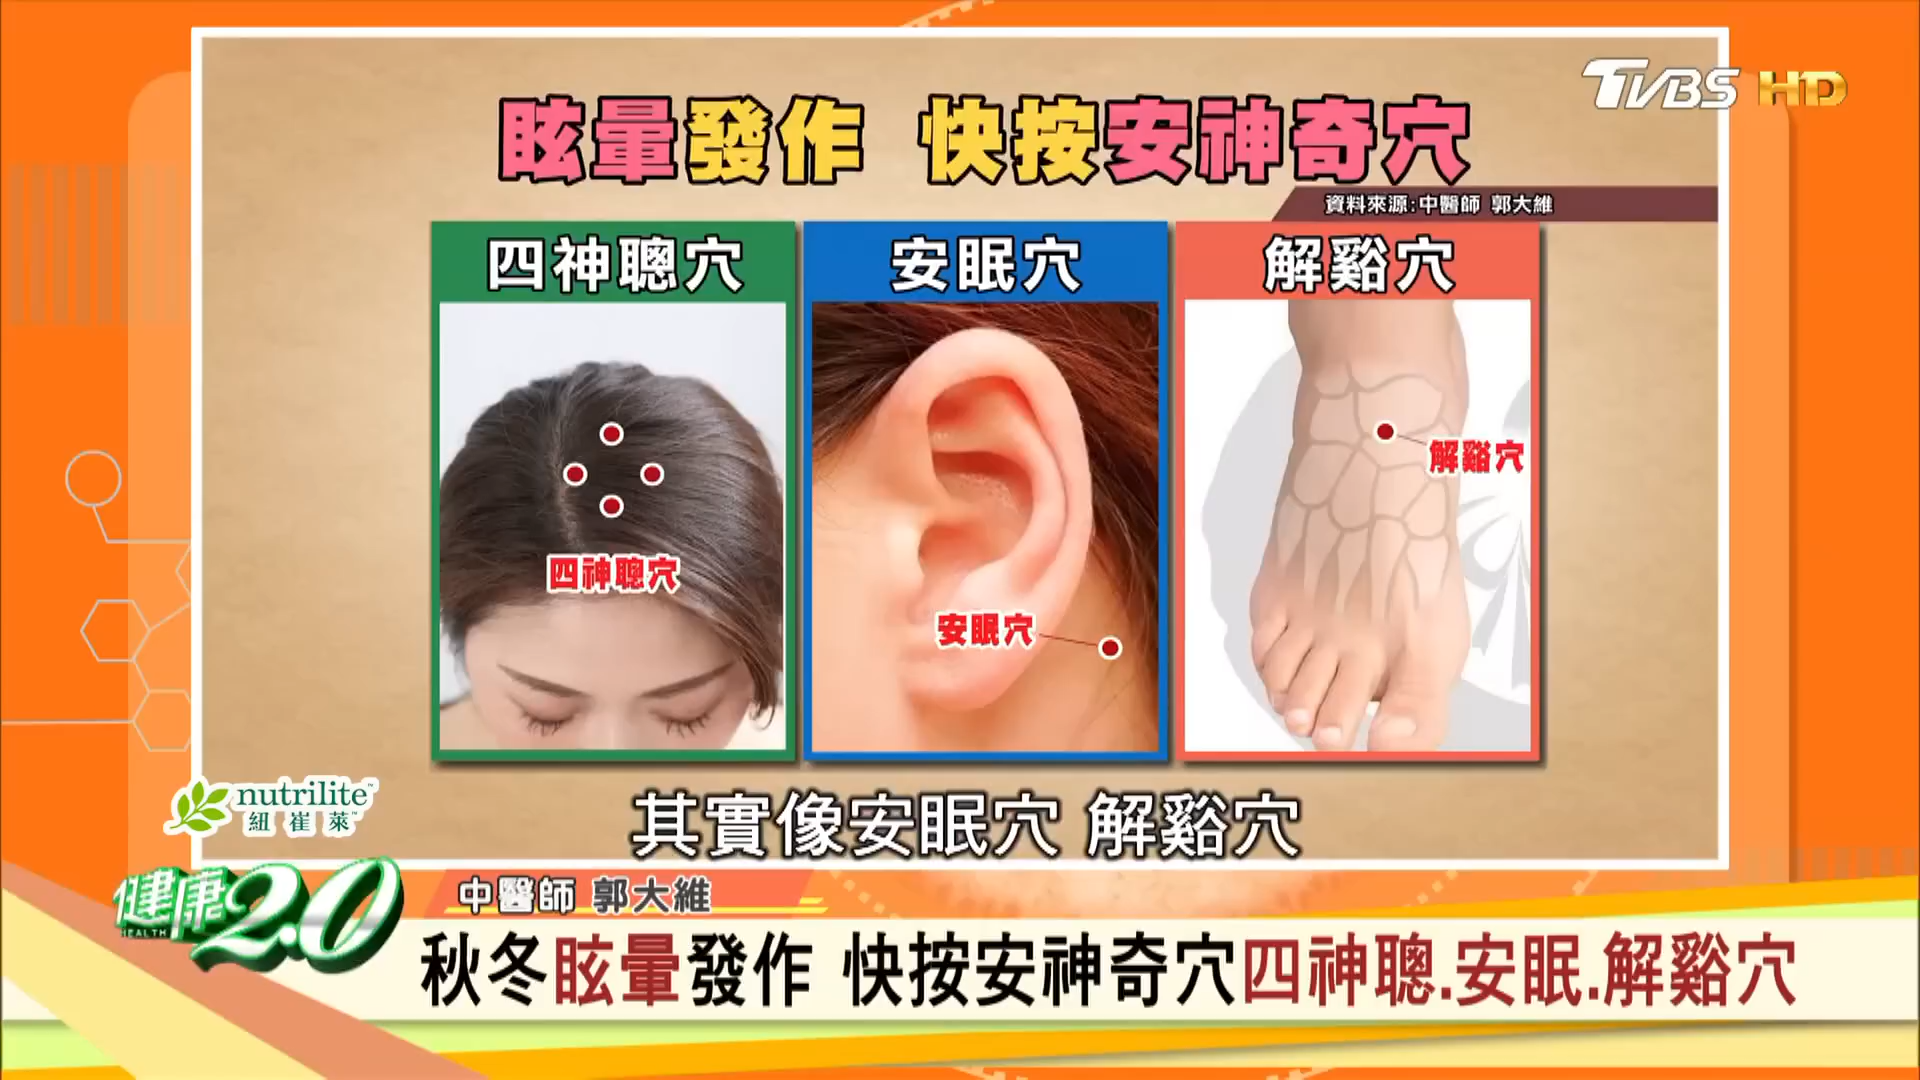 TVBS HD
眩暈發作 快按安神奇穴
資料來源:中醫師 郭大維
四神聰穴
安眠穴
解谿穴
四神聰穴
安眠穴
解谿穴
nutrilite™
紐崔萊™
其實像安眠穴 解谿穴
健康2.0
HEALTH
中醫師 郭大維
秋冬眩暈發作 快按安神奇穴四神聰.安眠.解谿穴